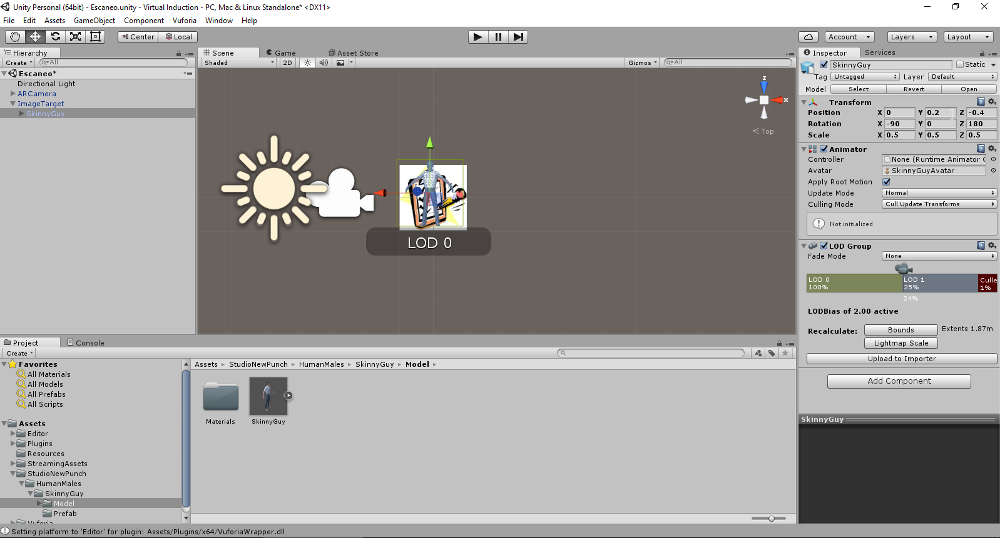 Unity Personal (64bit) - Escaneo.unity - Virtual Induction - PC, Mac & Linux Standalone* <DX11>
File Edit Assets GameObject Component Vuforia Window Help
Center Local Account Layers Layout
Hierarchy
Create All
Escaneo*
Directional Light
ARCamera
ImageTarget
SkinnyGuy
Scene Game Asset Store
Shaded 2D Gizmos All
z
x
Top
LOD 0
Inspector Services
SkinnyGuy Static
Tag Untagged Layer Default
Model Select Revert Open
Transform
Position X 0 Y 0.2 Z -0.4
Rotation X -90 Y 0 Z 180
Scale X 0.5 Y 0.5 Z 0.5
Animator
Controller None (Runtime Animator C
Avatar SkinnyGuyAvatar
Apply Root Motion
Update Mode Normal
Culling Mode Cull Update Transforms
Not initialized
LOD Group
Fade Mode None
LOD 0 LOD 1 Culle
100% 25% 1%
24%
LODBias of 2.00 active
Recalculate: Bounds Extents 1.87m
Lightmap Scale
Upload to Importer
Add Component
SkinnyGuy
Project Console
Create
Favorites
All Materials
All Models
All Prefabs
All Scripts
Assets
Editor
Plugins
Resources
StreamingAssets
StudioNewPunch
HumanMales
SkinnyGuy
Model
Prefab
Vuforia
Assets StudioNewPunch HumanMales SkinnyGuy Model
Materials SkinnyGuy
Setting platform to 'Editor' for plugin: Assets/Plugins/x64/VuforiaWrapper.dll